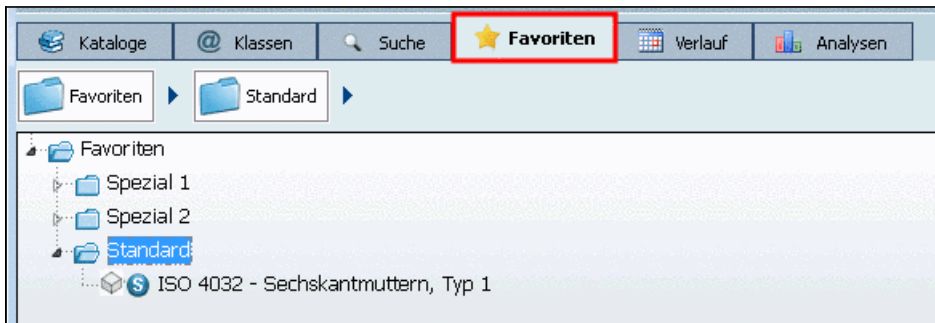 Kataloge @ Klassen Suche Favoriten Verlauf Analysen
Favoriten Standard
Favoriten
Spezial 1
Spezial 2
Standard
S ISO 4032 - Sechskantmuttern, Typ 1